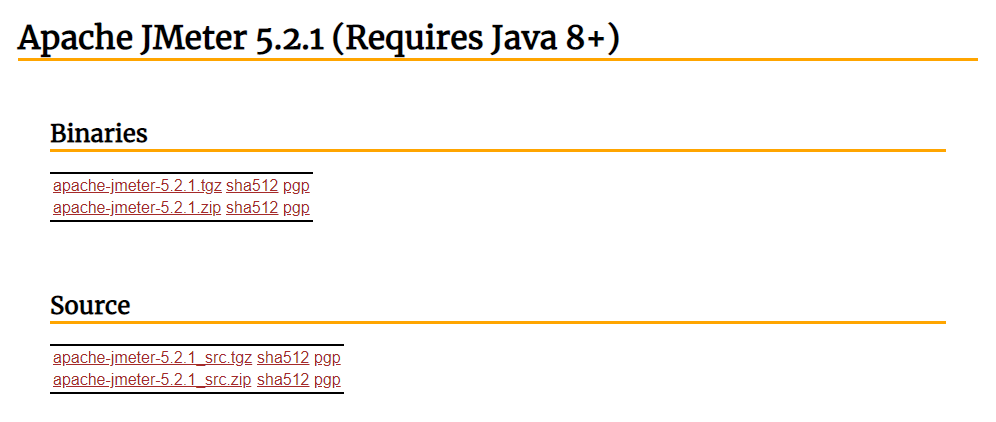 Apache JMeter 5.2.1 (Requires Java 8+)
Binaries
apache-jmeter-5.2.1.tgz sha512 pgp
apache-jmeter-5.2.1.zip sha512 pgp
Source
apache-jmeter-5.2.1_src.tgz sha512 pgp
apache-jmeter-5.2.1_src.zip sha512 pgp